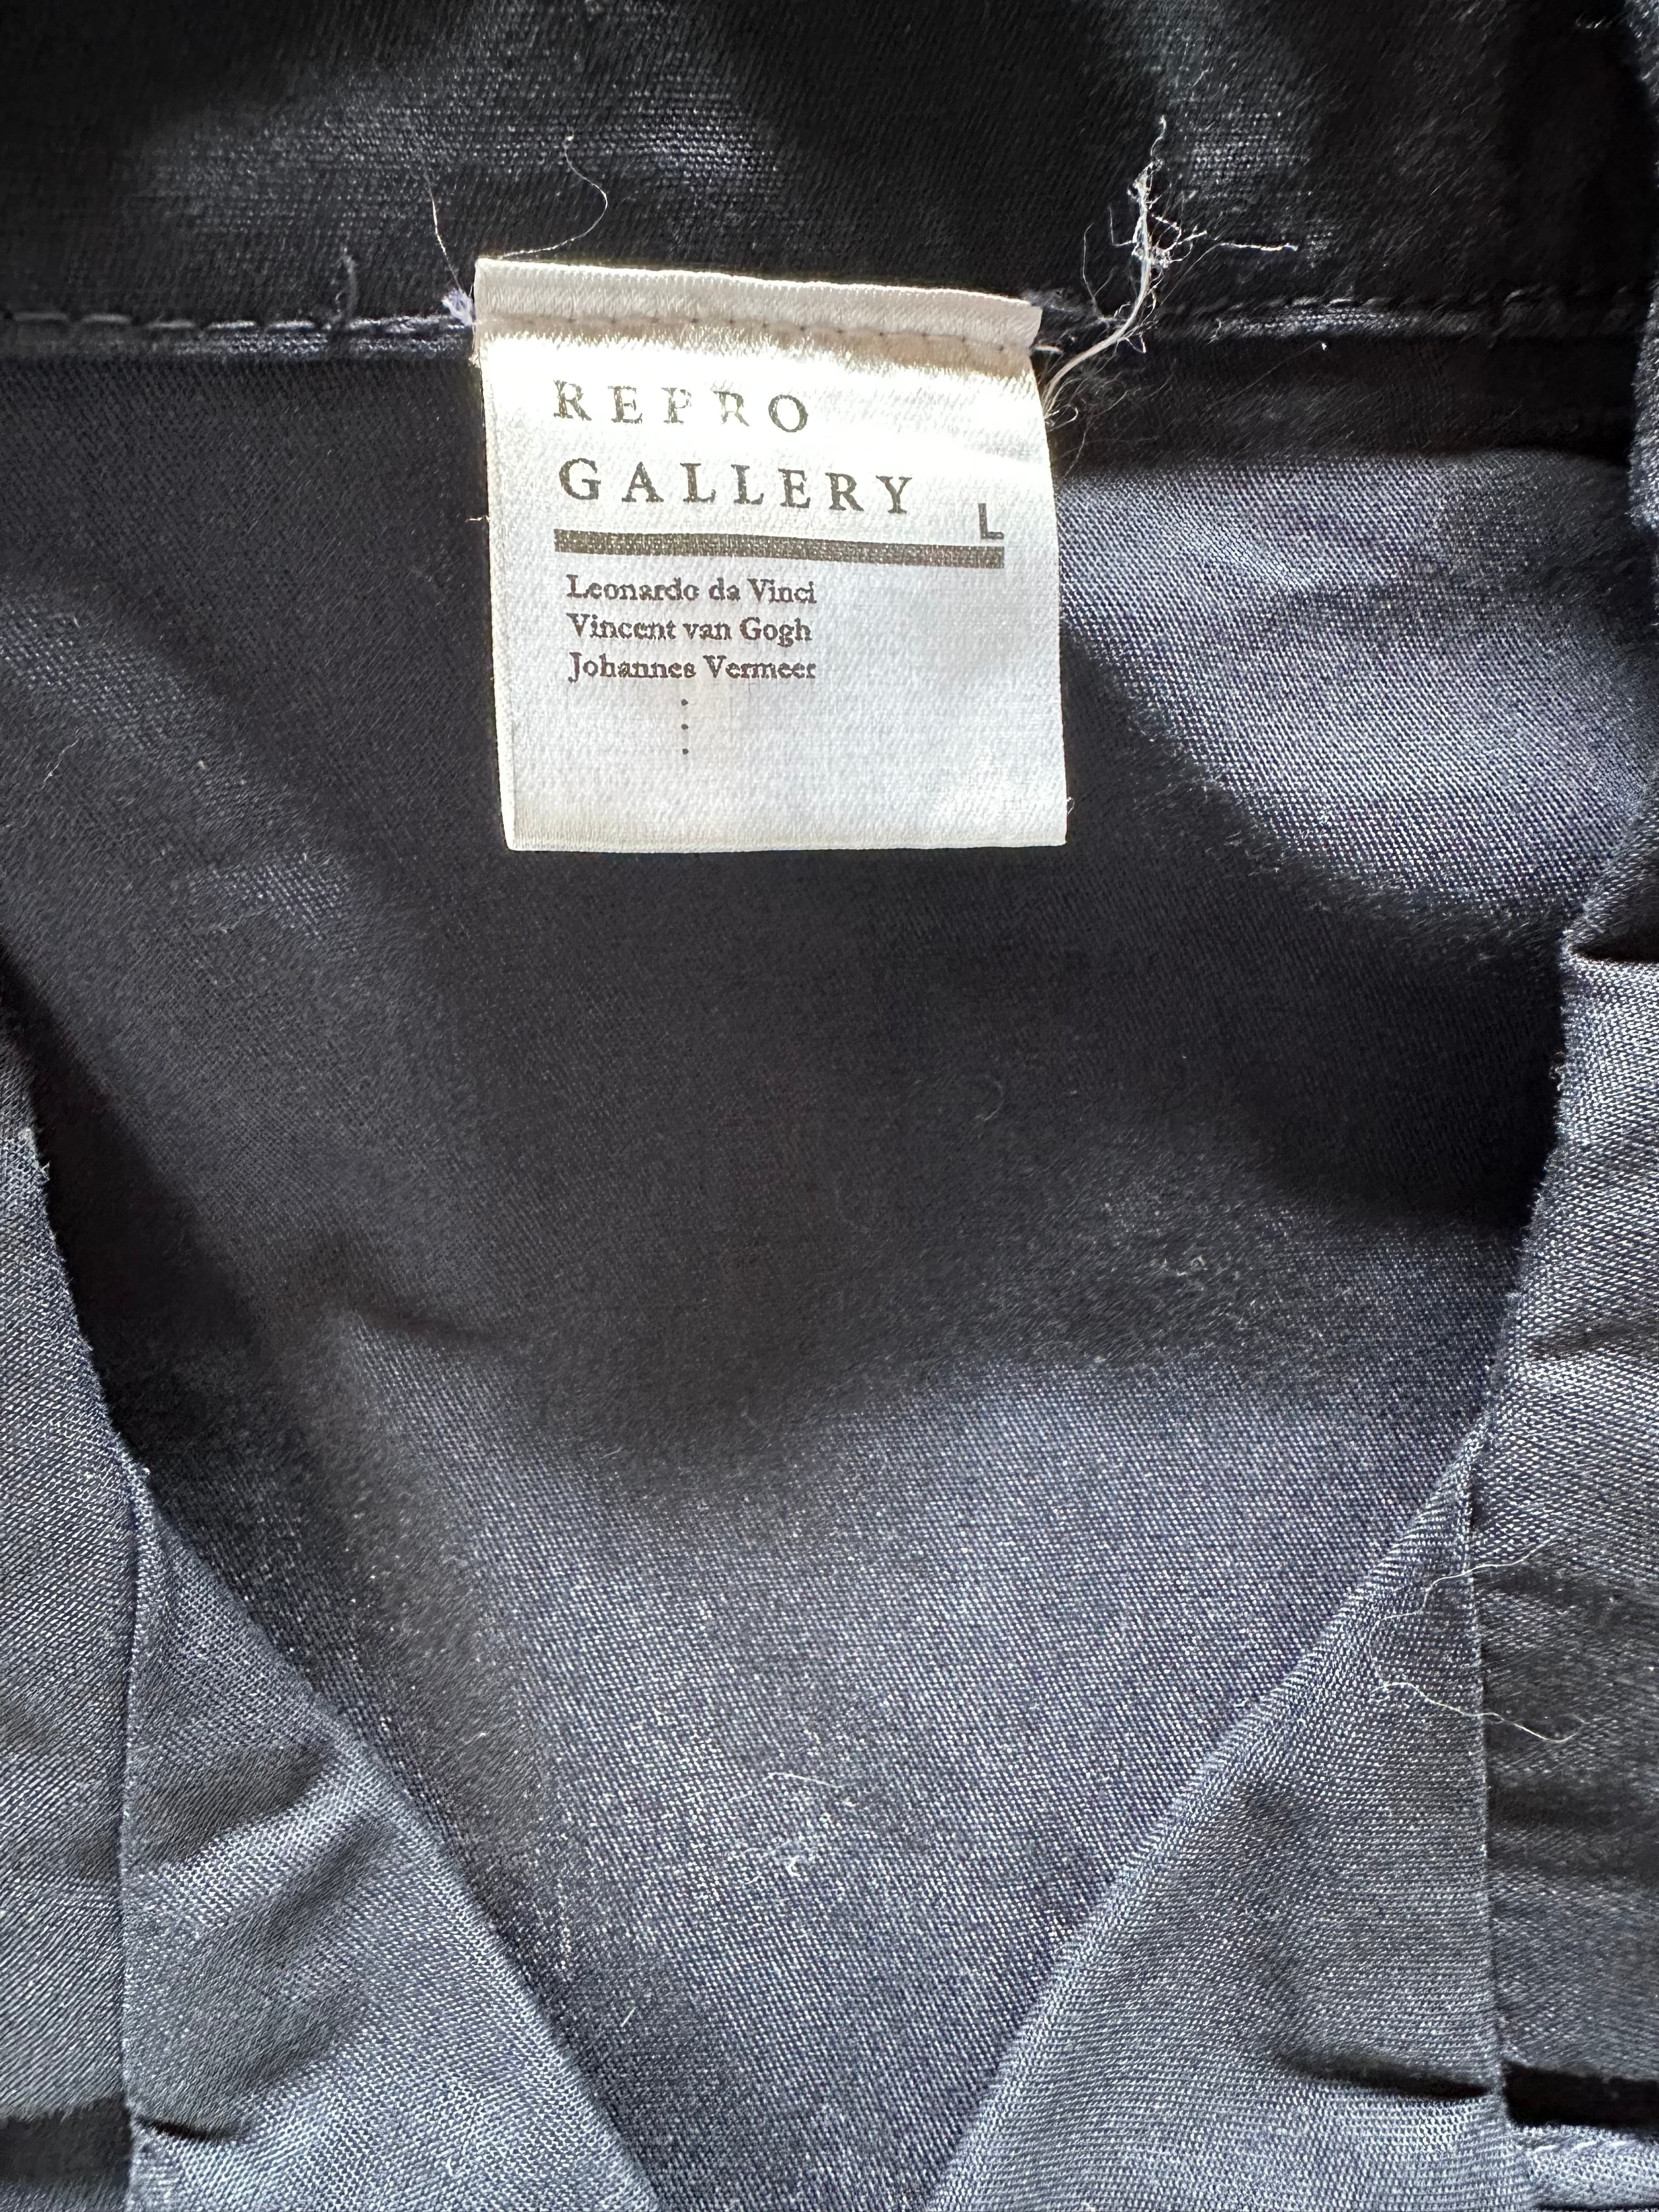 REPRO
GALLERY
L
Leonardo da Vinci
Vincent van Gogh
Johannes Vermeer